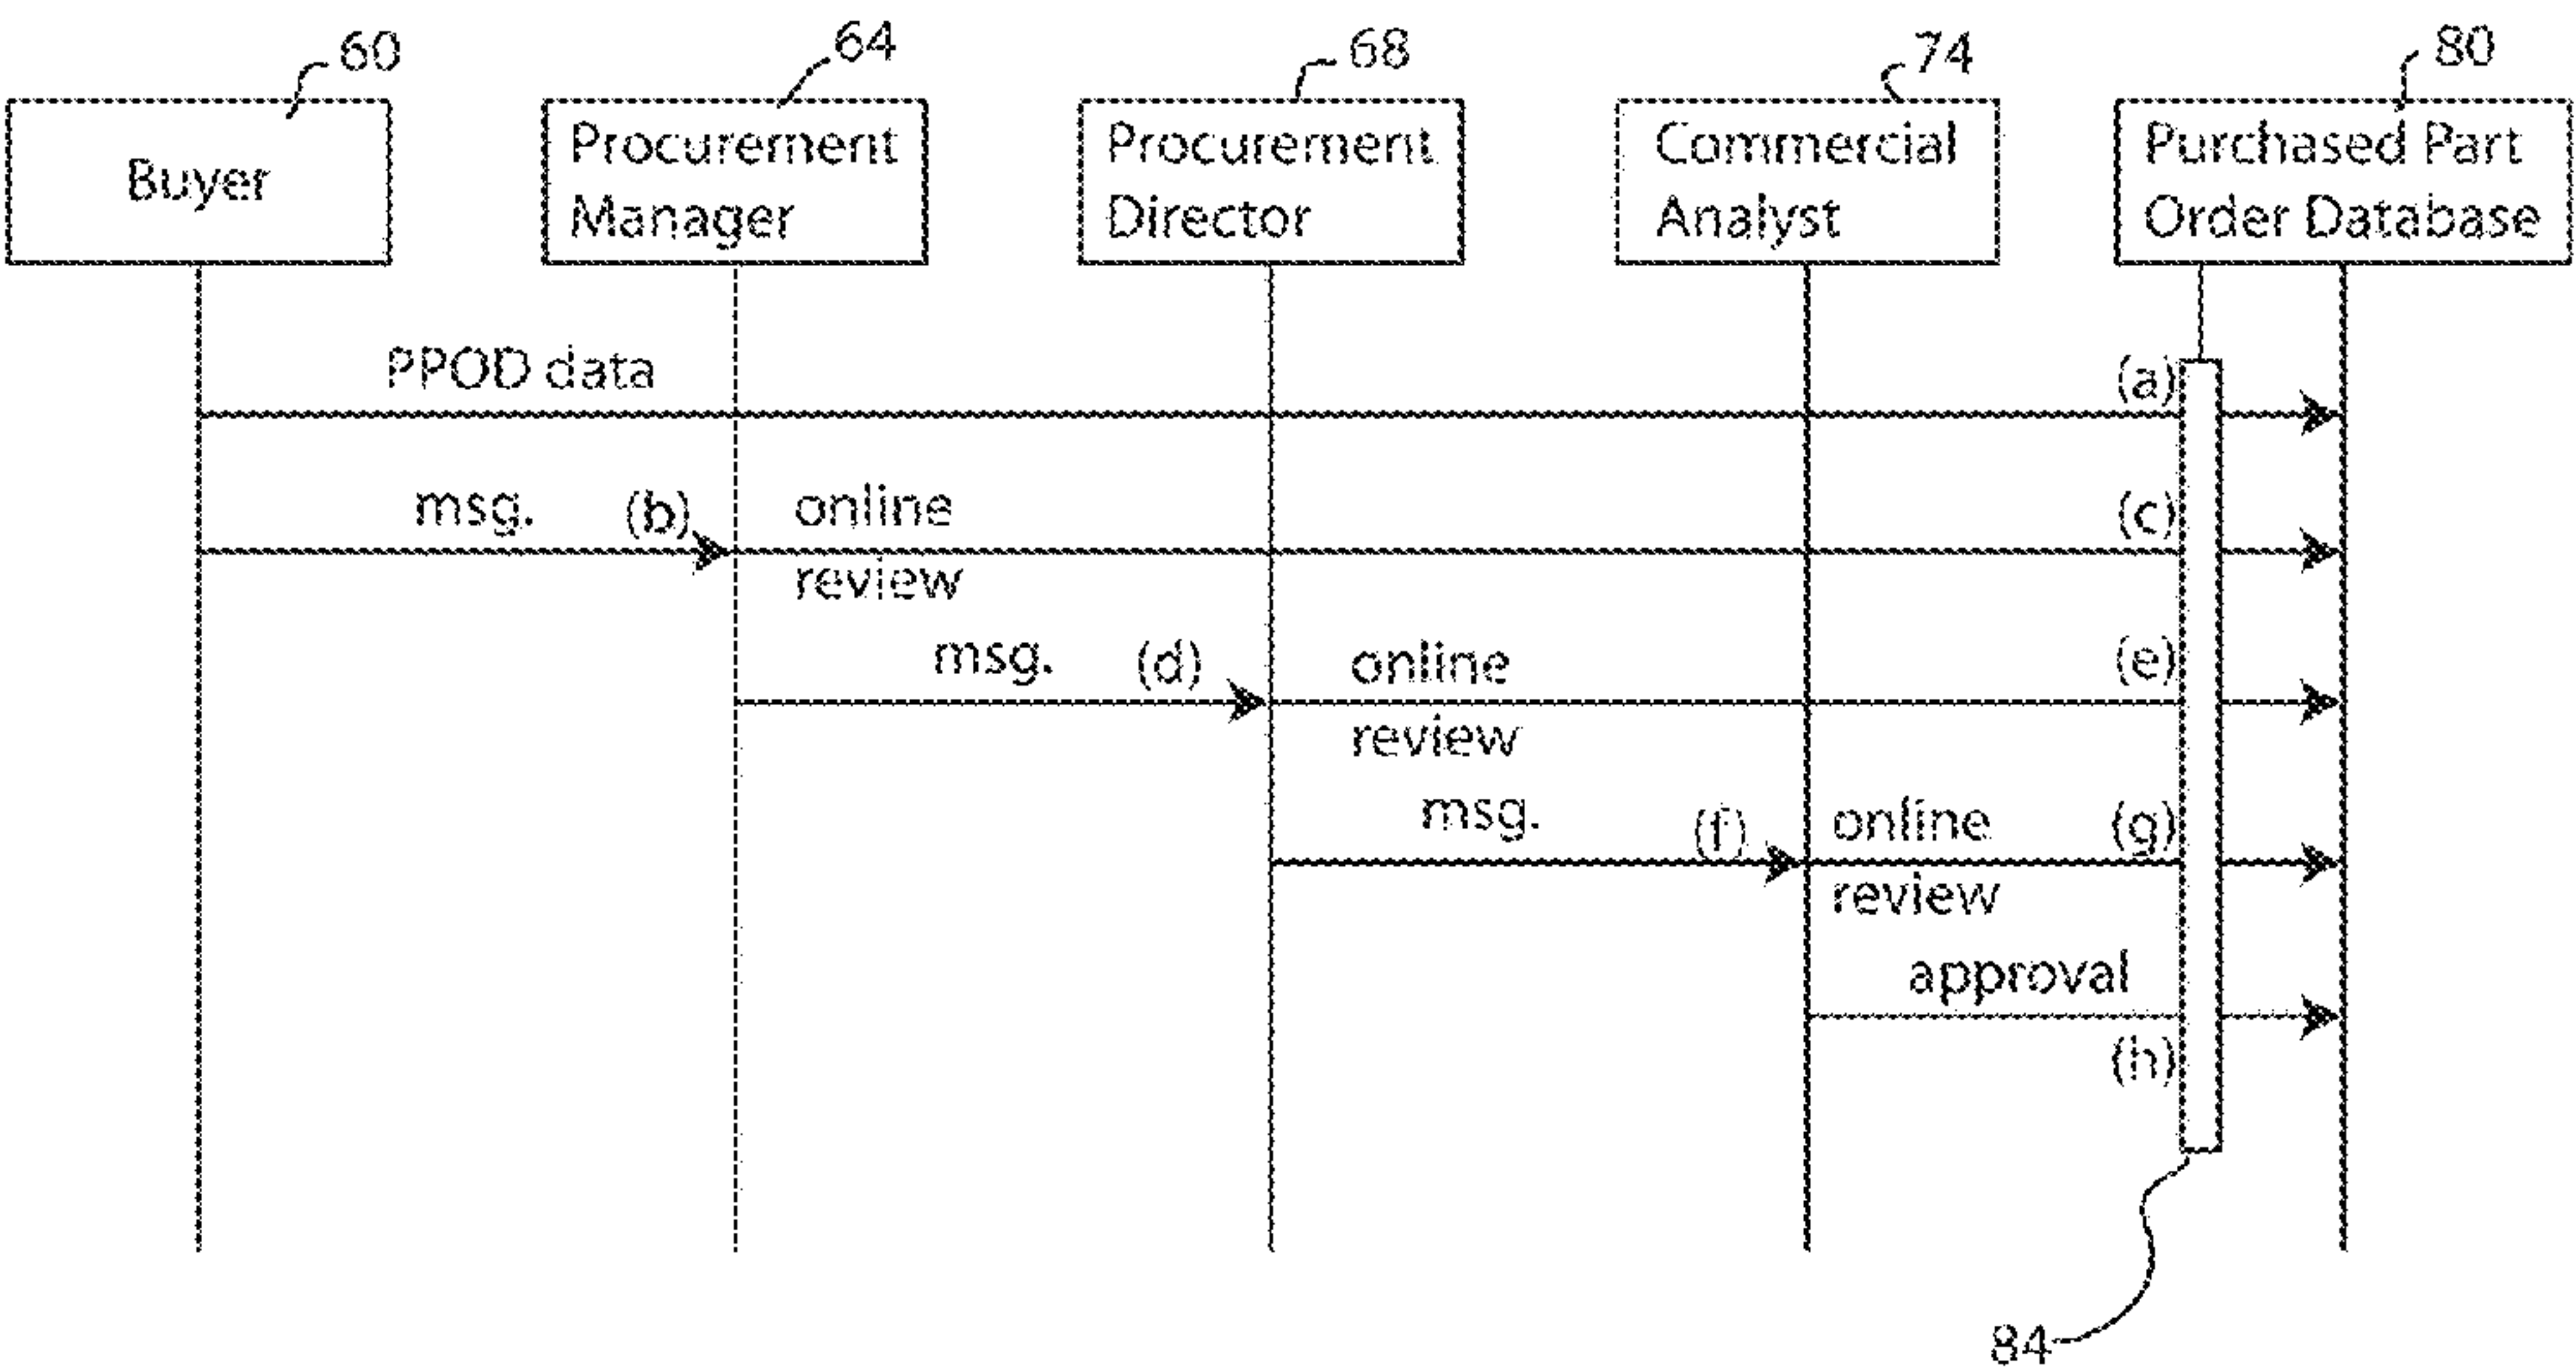 60
64
68
74
80
Buyer
Procurement
Manager
Procurement
Director
Commercial
Analyst
Purchased Part
Order Database
PPOD data
(a)
msg.
(b)
online
review
(c)
msg.
(d)
online
review
(e)
msg.
(f)
online
review
(g)
approval
(h)
84